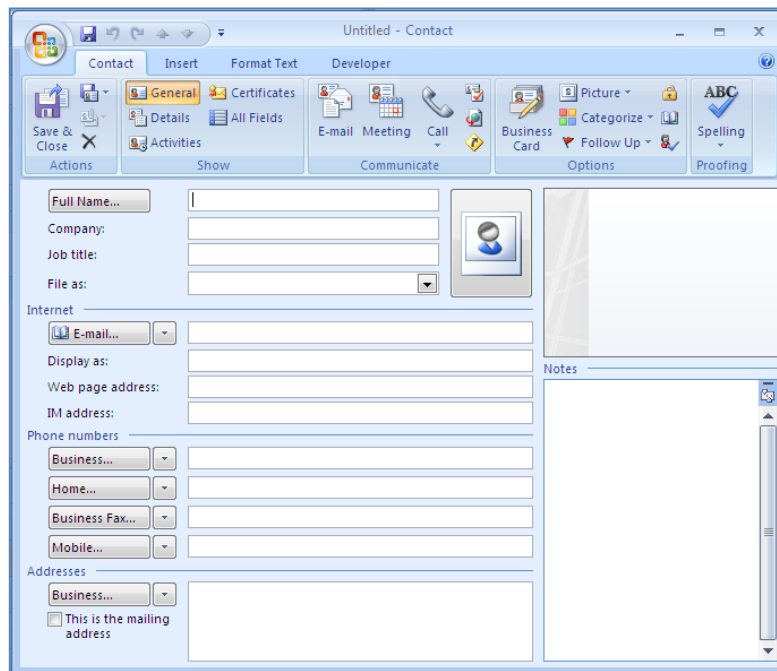 Untitled - Contact
Contact Insert Format Text Developer
General Certificates Picture ABC
Save & Close Details All Fields E-mail Meeting Call Business Card Categorize Spelling
Activities Follow Up
Actions Show Communicate Options Proofing
Full Name...
Company:
Job title:
File as:
Internet
E-mail...
Display as:
Web page address:
IM address:
Phone numbers
Business...
Home...
Business Fax...
Mobile...
Addresses
Business...
This is the mailing
address
Notes